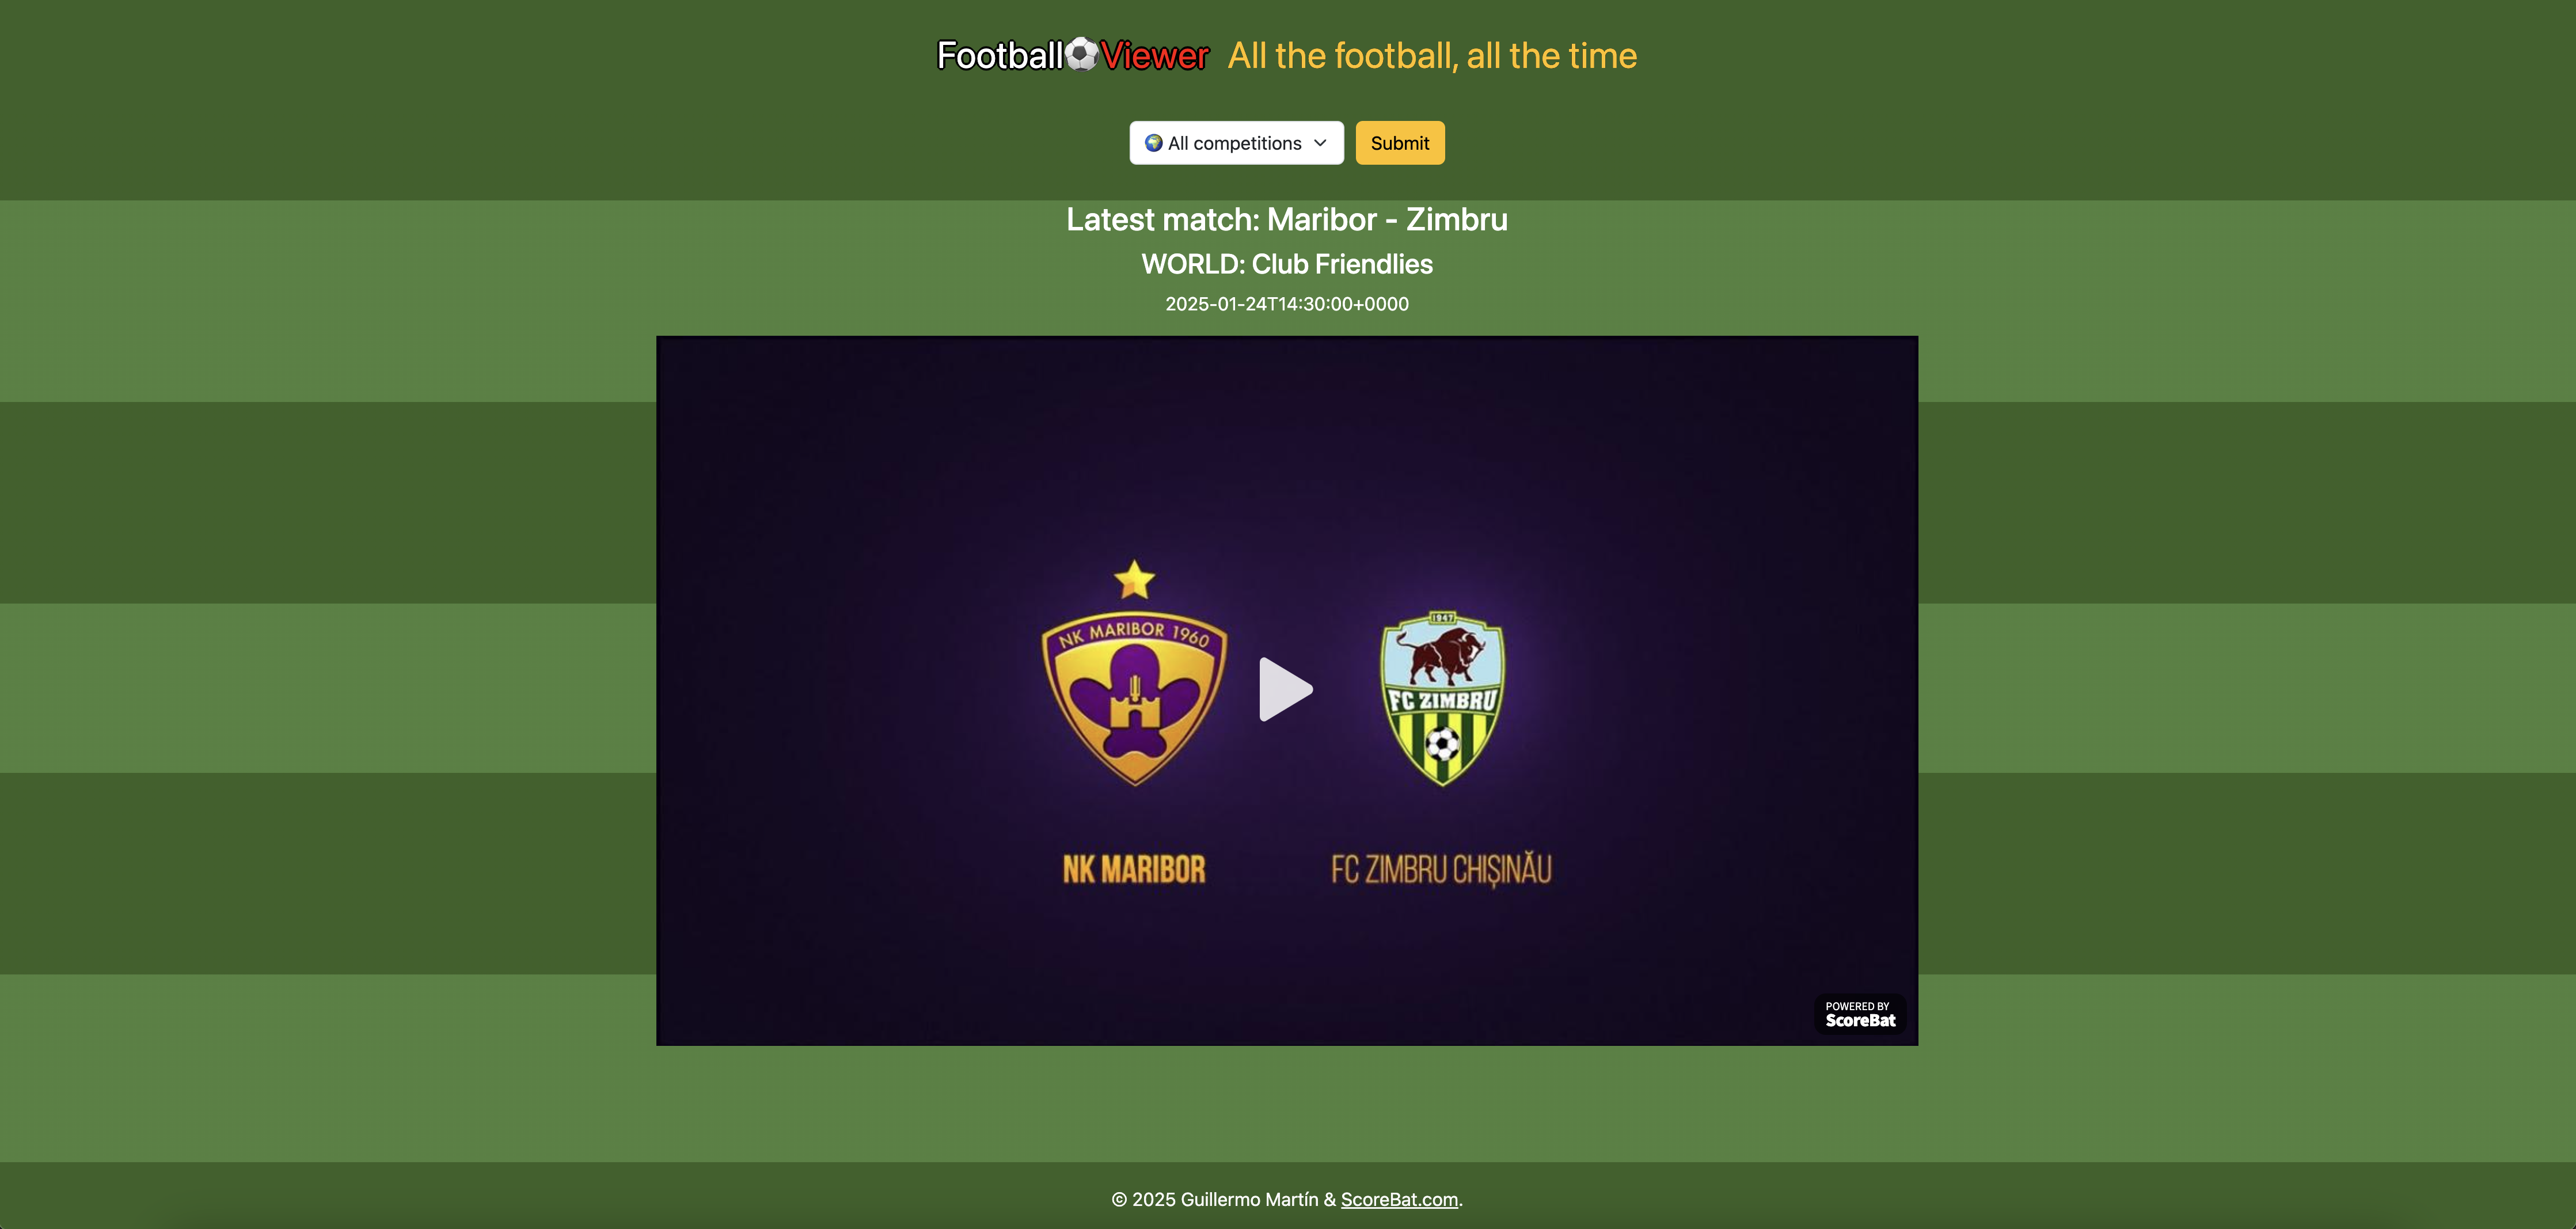 Football⚽Viewer All the football, all the time
🌍 All competitions Submit
Latest match: Maribor - Zimbru
WORLD: Club Friendlies
2025-01-24T14:30:00+0000
NK MARIBOR 1960
1947
FC ZIMBRU
NK MARIBOR FC ZIMBRU CHIȘINĂU
POWERED BY
ScoreBat
© 2025 Guillermo Martín & ScoreBat.com.